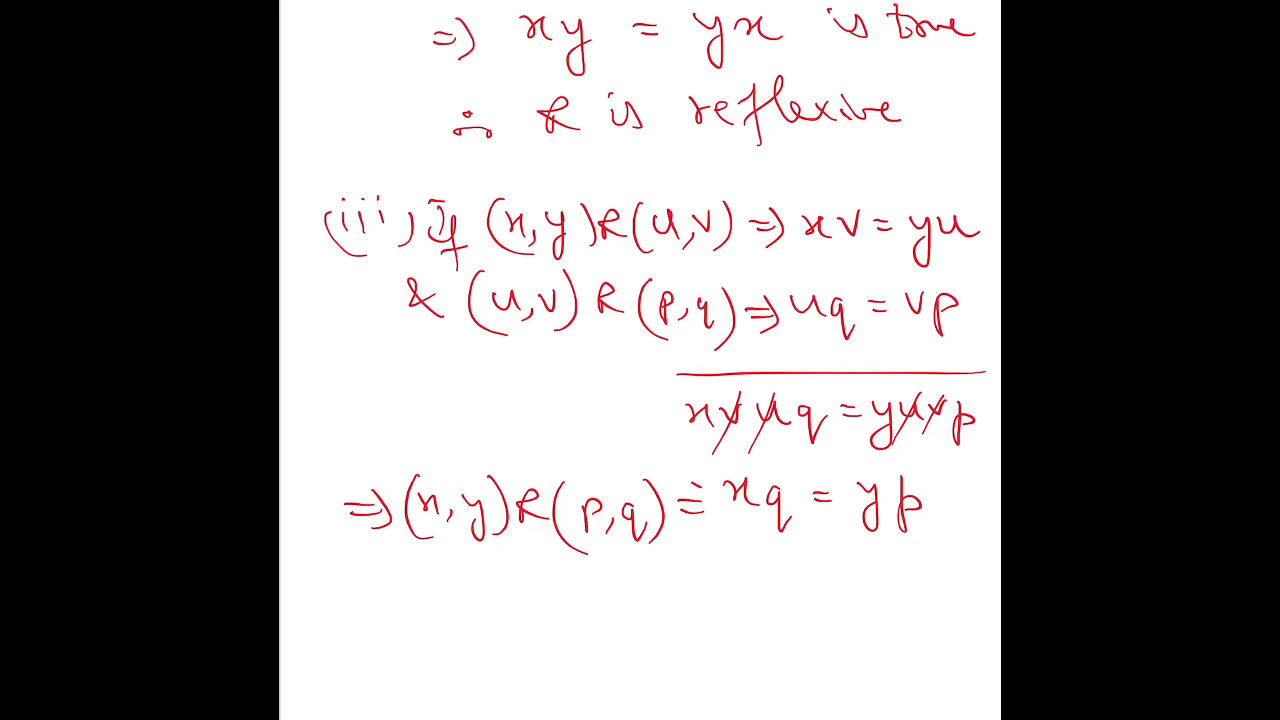 => xy = yx is true
∴ R is reflexive
(iii) If (x,y)R(u,v) => xv = yu
& (u,v) R (p,q) => uq = vp
xvuq = yuvp
=> (x,y)R(p,q) ≡ xq = yp